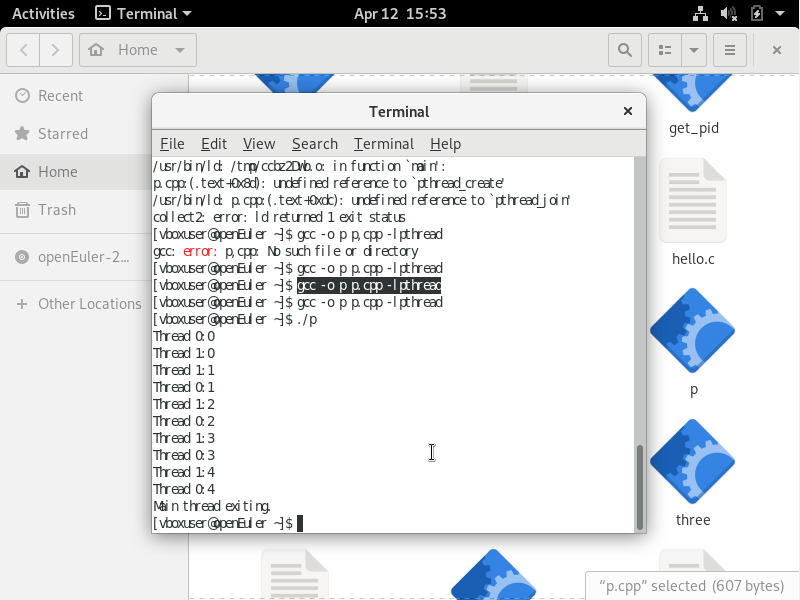 Activities Terminal Apr 12 15:53
Home
Recent
Starred
Home
Trash
openEuler-2...
Other Locations
get_pid
hello.c
p
three
Terminal
File Edit View Search Terminal Help
/usr/bin/ld: /tmp/ccbz2Dwb.o: in function `main':
p.cpp:(.text+0x8d): undefined reference to `pthread_create'
/usr/bin/ld: p.cpp:(.text+0xdc): undefined reference to `pthread_join'
collect2: error: ld returned 1 exit status
[vboxuser@openEuler ~]$ gcc -o p p,cpp -lpthread
gcc: error: p,cpp: No such file or directory
[vboxuser@openEuler ~]$ gcc -o p p.cpp -lpthread
[vboxuser@openEuler ~]$ gcc -o p p.cpp -lpthread
[vboxuser@openEuler ~]$ gcc -o p p.cpp -lpthread
[vboxuser@openEuler ~]$ ./p
Thread 0: 0
Thread 1: 0
Thread 1: 1
Thread 0: 1
Thread 1: 2
Thread 0: 2
Thread 1: 3
Thread 0: 3
Thread 1: 4
Thread 0: 4
Main thread exiting.
[vboxuser@openEuler ~]$
“p.cpp” selected (607 bytes)